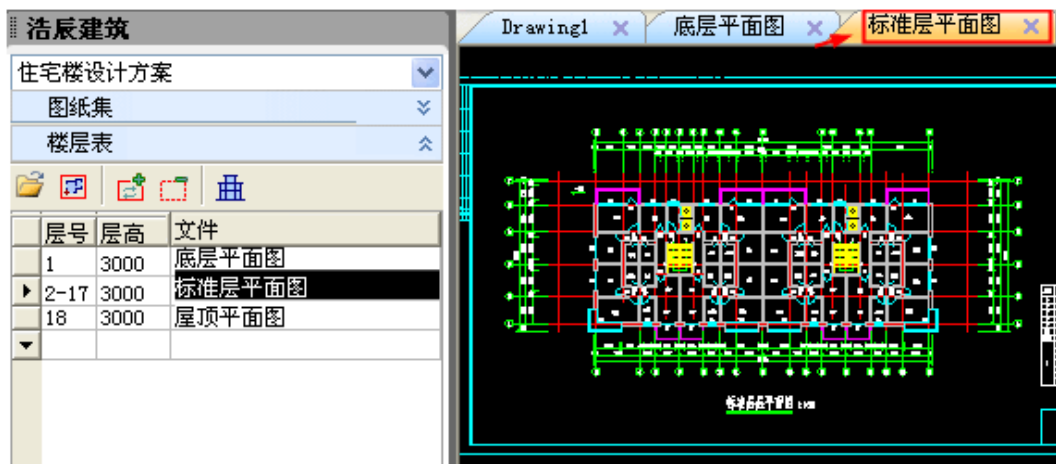 浩辰建筑
住宅楼设计方案
图纸集
楼层表
层号 层高 文件
1 3000 底层平面图
2-17 3000 标准层平面图
18 3000 屋顶平面图
Drawing1 底层平面图 标准层平面图